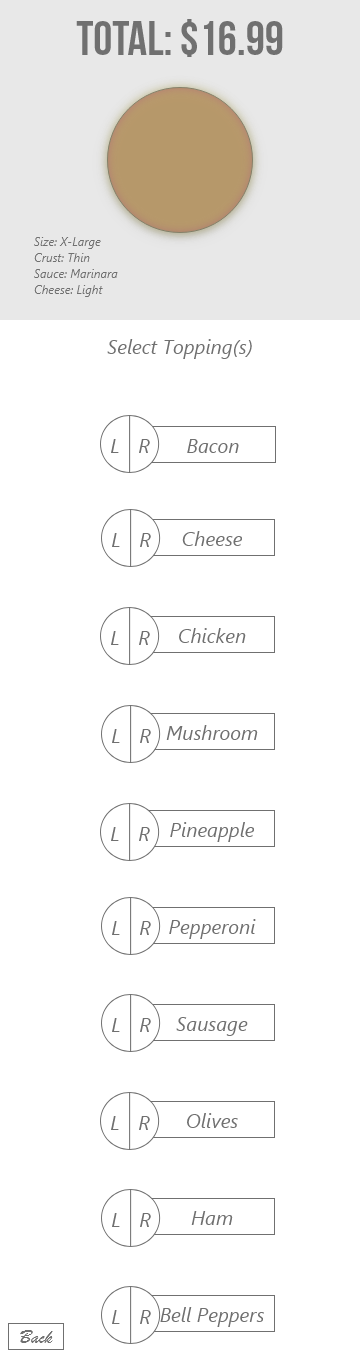 TOTAL: $16.99
Size: X-Large
Crust: Thin
Sauce: Marinara
Cheese: Light
Select Topping(s)
L R Bacon
L R Cheese
L R Chicken
L R Mushroom
L R Pineapple
L R Pepperoni
L R Sausage
L R Olives
L R Ham
L R Bell Peppers
Back